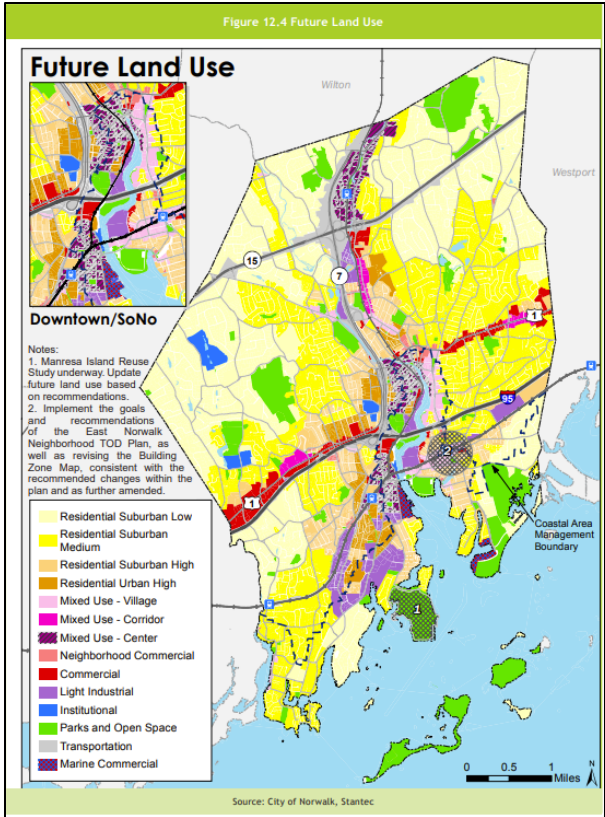 Figure 12.4 Future Land Use
Future Land Use
Wilton
Westport
15
7
1
95
2
1
1
Coastal Area
Management
Boundary
Downtown/SoNo
Notes:
1. Manresa Island Reuse
Study underway. Update
future land use based
on recommendations.
2. Implement the goals
and recommendations
of the East Norwalk
Neighborhood TOD Plan, as
well as revising the Building
Zone Map, consistent with the
recommended changes within the
plan and as further amended.
Residential Suburban Low
Residential Suburban
Medium
Residential Suburban High
Residential Urban High
Mixed Use - Village
Mixed Use - Corridor
Mixed Use - Center
Neighborhood Commercial
Commercial
Light Industrial
Institutional
Parks and Open Space
Transportation
Marine Commercial
0 0.5 1
Miles
N
Source: City of Norwalk, Stantec